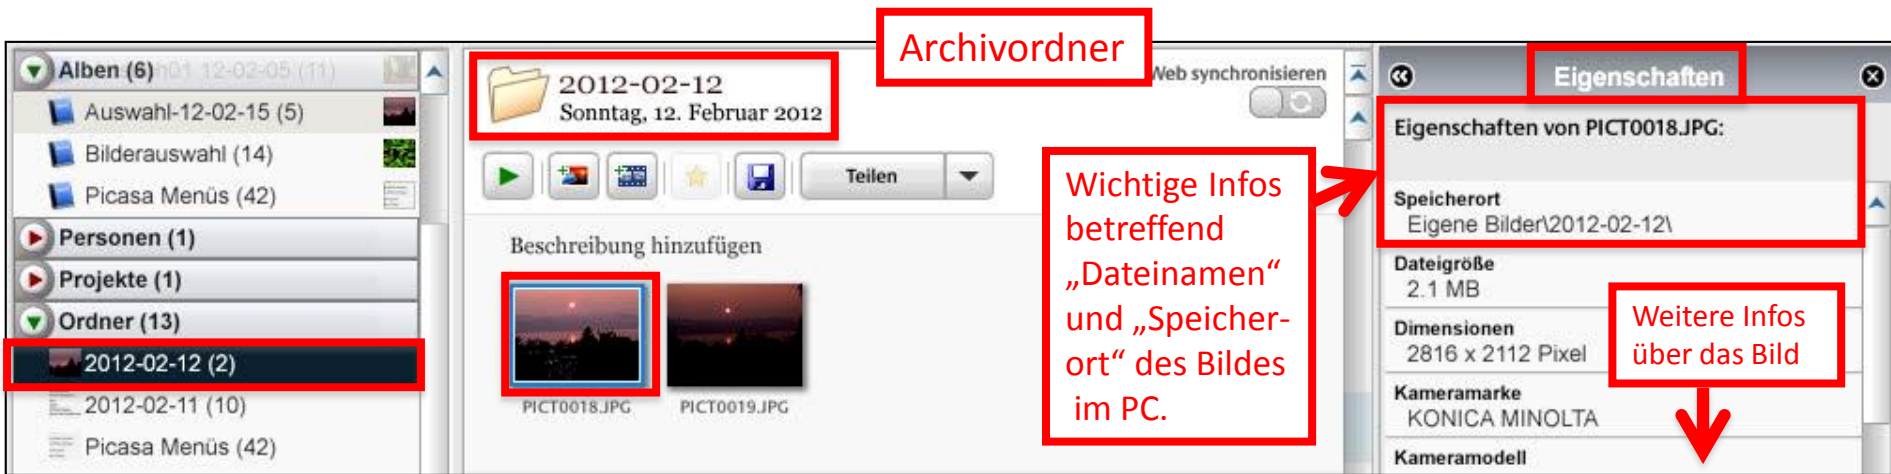 Archivordner
Alben (6)
12-02-05 (11)
Auswahl-12-02-15 (5)
Bilderauswahl (14)
Picasa Menüs (42)
Personen (1)
Projekte (1)
Ordner (13)
2012-02-12 (2)
2012-02-11 (10)
Picasa Menüs (42)
2012-02-12
Sonntag, 12. Februar 2012
Web synchronisieren
Teilen
Beschreibung hinzufügen
PICT0018.JPG
PICT0019.JPG
Wichtige Infos
betreffend
„Dateinamen“
und „Speicher-
ort“ des Bildes
im PC.
Eigenschaften
Eigenschaften von PICT0018.JPG:
Speicherort
Eigene Bilder\2012-02-12\
Dateigröße
2.1 MB
Dimensionen
2816 x 2112 Pixel
Kameramarke
KONICA MINOLTA
Kameramodell
Weitere Infos
über das Bild